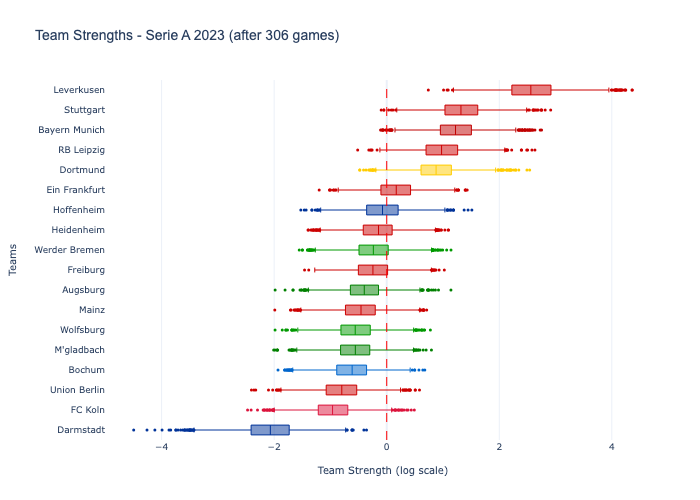 Team Strengths - Serie A 2023 (after 306 games)
Leverkusen
Stuttgart
Bayern Munich
RB Leipzig
Dortmund
Ein Frankfurt
Hoffenheim
Heidenheim
Werder Bremen
Freiburg
Augsburg
Mainz
Wolfsburg
M'gladbach
Bochum
Union Berlin
FC Koln
Darmstadt
Teams
−4 −2 0 2 4
Team Strength (log scale)